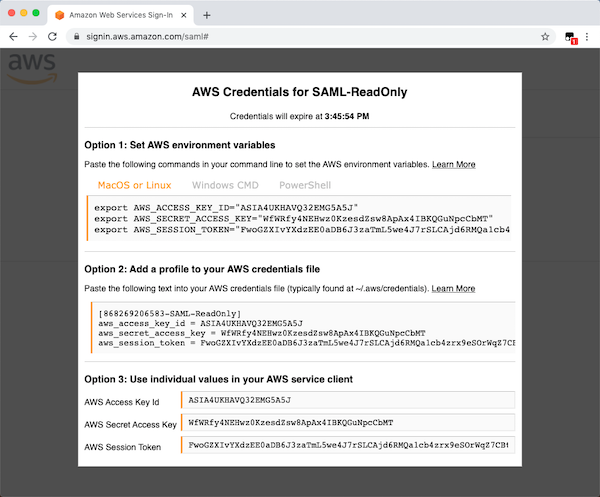 Amazon Web Services Sign-In
signin.aws.amazon.com/saml#
1
aws
AWS Credentials for SAML-ReadOnly
Credentials will expire at 3:45:54 PM
Option 1: Set AWS environment variables
Paste the following commands in your command line to set the AWS environment variables. Learn More
MacOS or Linux Windows CMD PowerShell
export AWS_ACCESS_KEY_ID="ASIA4UKHAVQ32EMG5A5J"
export AWS_SECRET_ACCESS_KEY="WfWRfy4NEHwz0KzesdZsw8ApAx4IBKQGuNpcCbMT"
export AWS_SESSION_TOKEN="FwoGZXIvYXdzEE0aDB6J3zaTmL5we4J7rSLCAjd6RMQa1cb4
Option 2: Add a profile to your AWS credentials file
Paste the following text into your AWS credentials file (typically found at ~/.aws/credentials). Learn More
[868269206583-SAML-ReadOnly]
aws_access_key_id = ASIA4UKHAVQ32EMG5A5J
aws_secret_access_key = WfWRfy4NEHwz0KzesdZsw8ApAx4IBKQGuNpcCbMT
aws_session_token = FwoGZXIvYXdzEE0aDB6J3zaTmL5we4J7rSLCAjd6RMQa1cb4zrx9eSOrWqZ7CB
Option 3: Use individual values in your AWS service client
AWS Access Key Id ASIA4UKHAVQ32EMG5A5J
AWS Secret Access Key WfWRfy4NEHwz0KzesdZsw8ApAx4IBKQGuNpcCbMT
AWS Session Token FwoGZXIvYXdzEE0aDB6J3zaTmL5we4J7rSLCAjd6RMQa1cb4zrx9eSOrWqZ7CB